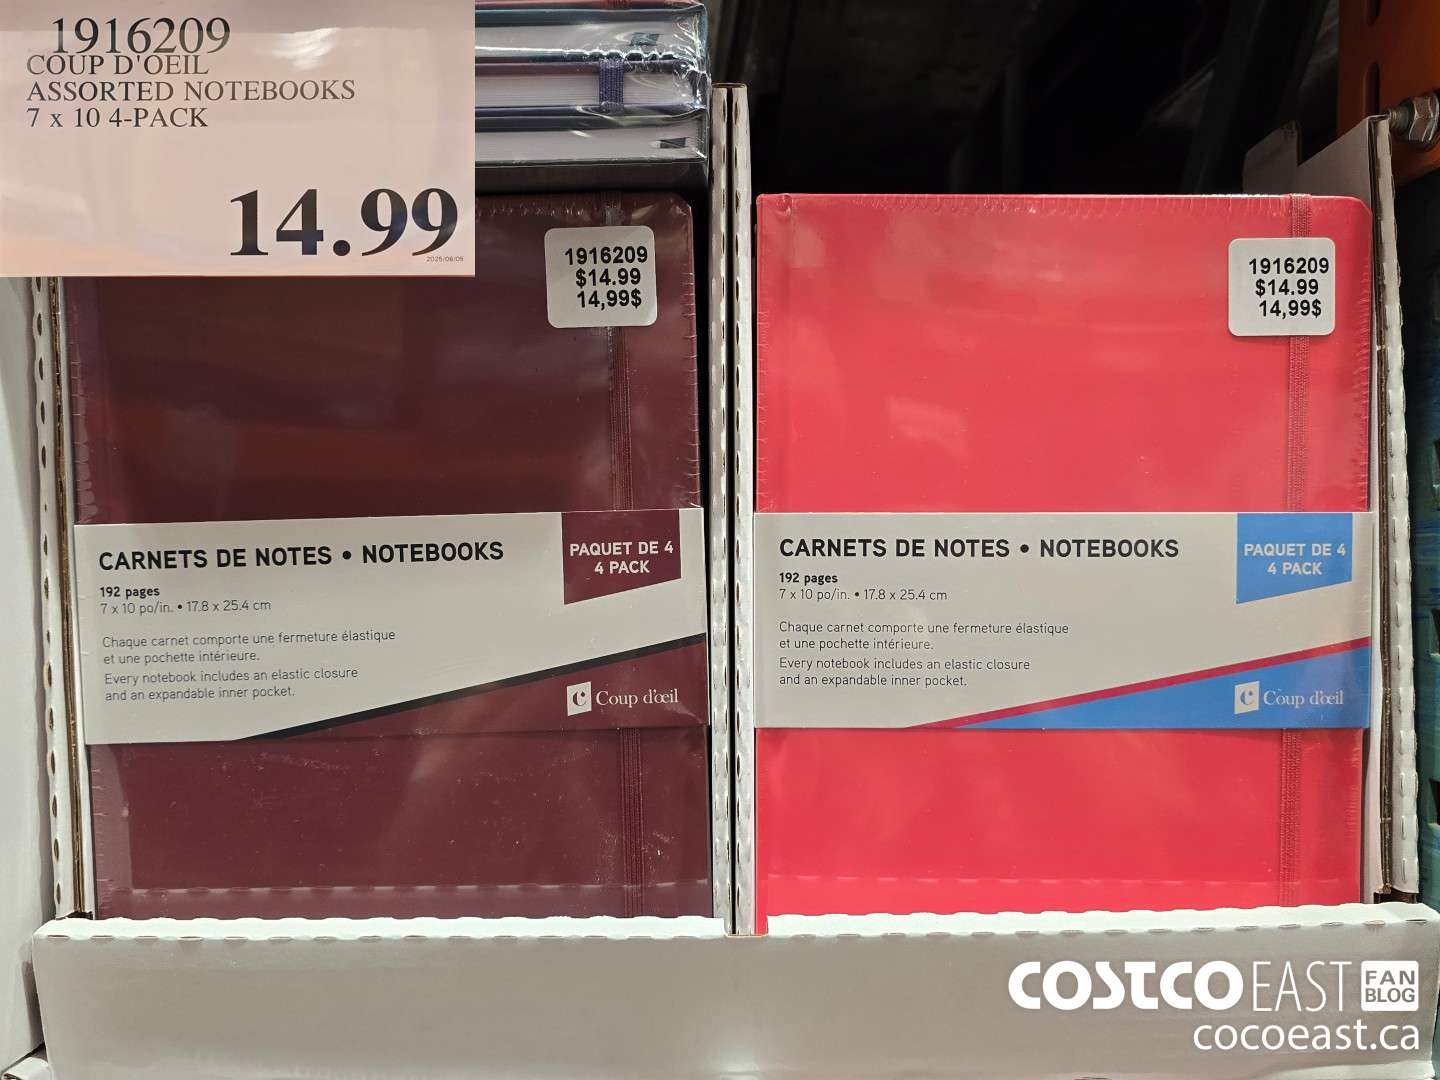 1916209
COUP D'OEIL
ASSORTED NOTEBOOKS
7 x 10 4-PACK
14.99
2025/08/05
1916209
$14.99
14,99$
CARNETS DE NOTES • NOTEBOOKS
192 pages
7 x 10 po/in. • 17.8 x 25.4 cm
Chaque carnet comporte une fermeture élastique
et une pochette intérieure.
Every notebook includes an elastic closure
and an expandable inner pocket.
PAQUET DE 4
4 PACK
c Coup d'œil
1916209
$14.99
14,99$
CARNETS DE NOTES • NOTEBOOKS
192 pages
7 x 10 po/in. • 17.8 x 25.4 cm
Chaque carnet comporte une fermeture élastique
et une pochette intérieure.
Every notebook includes an elastic closure
and an expandable inner pocket.
PAQUET DE 4
4 PACK
c Coup d'œil
COSTCO EAST FAN BLOG
cocoeast.ca